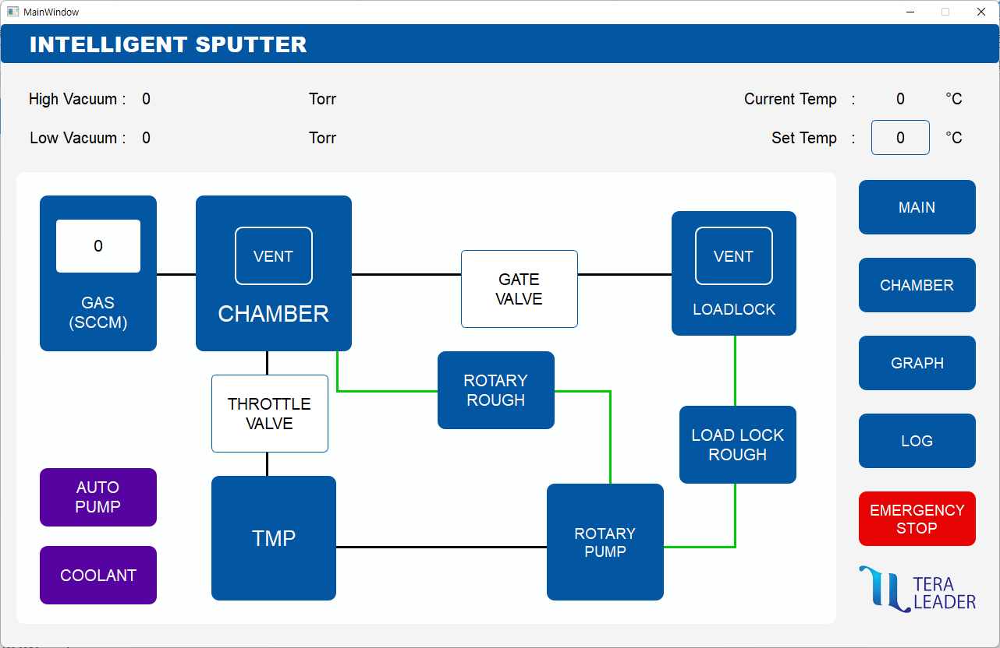 MainWindow
INTELLIGENT SPUTTER
High Vacuum : 0 Torr
Current Temp : 0 °C
Low Vacuum : 0 Torr
Set Temp : 0 °C
0
GAS
(SCCM)
VENT
CHAMBER
GATE
VALVE
VENT
LOADLOCK
THROTTLE
VALVE
ROTARY
ROUGH
LOAD LOCK
ROUGH
AUTO
PUMP
COOLANT
TMP
ROTARY
PUMP
MAIN
CHAMBER
GRAPH
LOG
EMERGENCY
STOP
TERA
LEADER